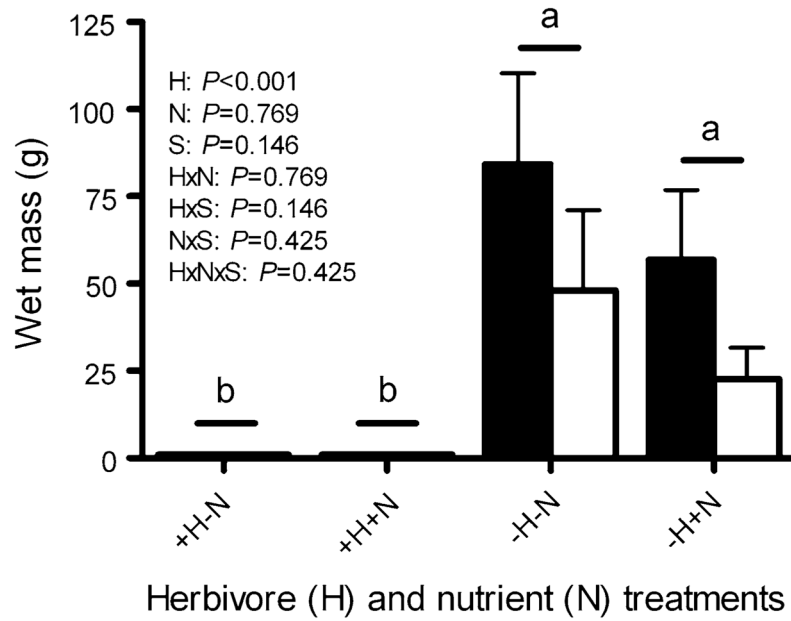 125
100
75
50
25
0
Wet mass (g)
H: P<0.001
N: P=0.769
S: P=0.146
HxN: P=0.769
HxS: P=0.146
NxS: P=0.425
HxNxS: P=0.425
b
b
a
a
+H-N
+H+N
-H-N
-H+N
Herbivore (H) and nutrient (N) treatments